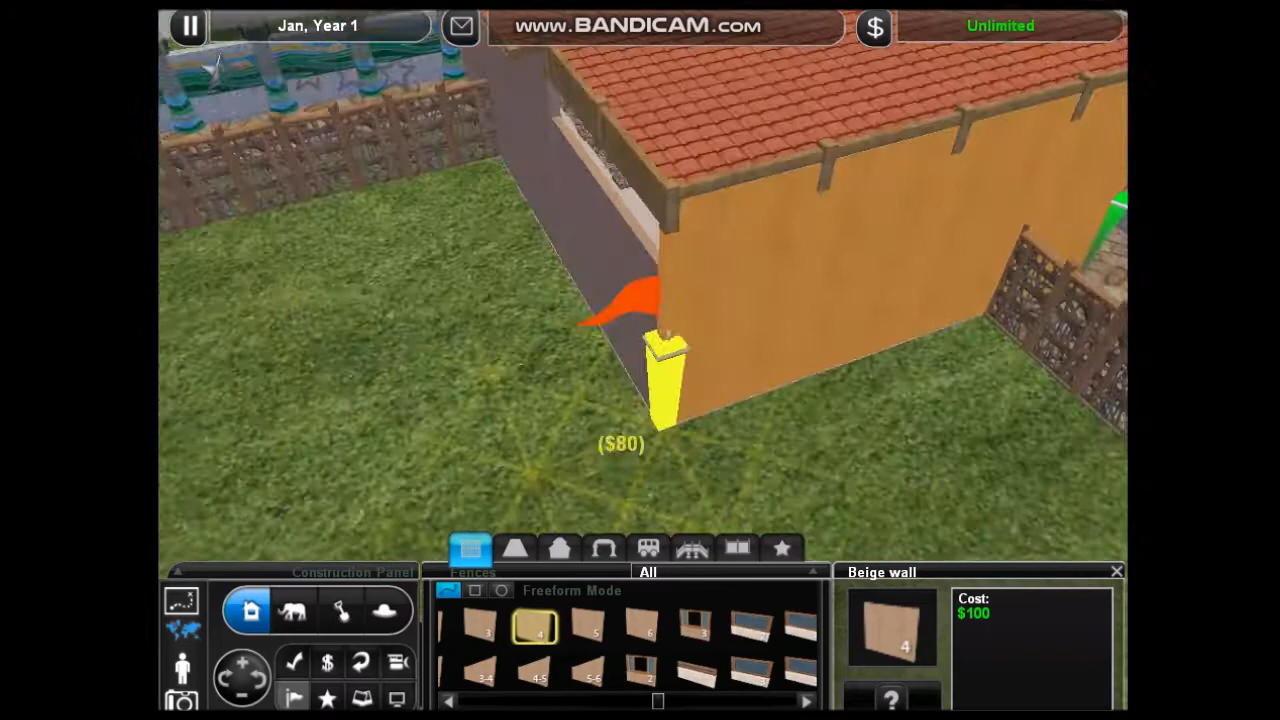 Jan, Year 1
www.BANDICAM.com
$
Unlimited
($80)
Construction Panel
Fences
All
Beige wall
Freeform Mode
Cost:
$100
3
4
5
6
3
4
3-4
4-5
5-6
2
3
$
?